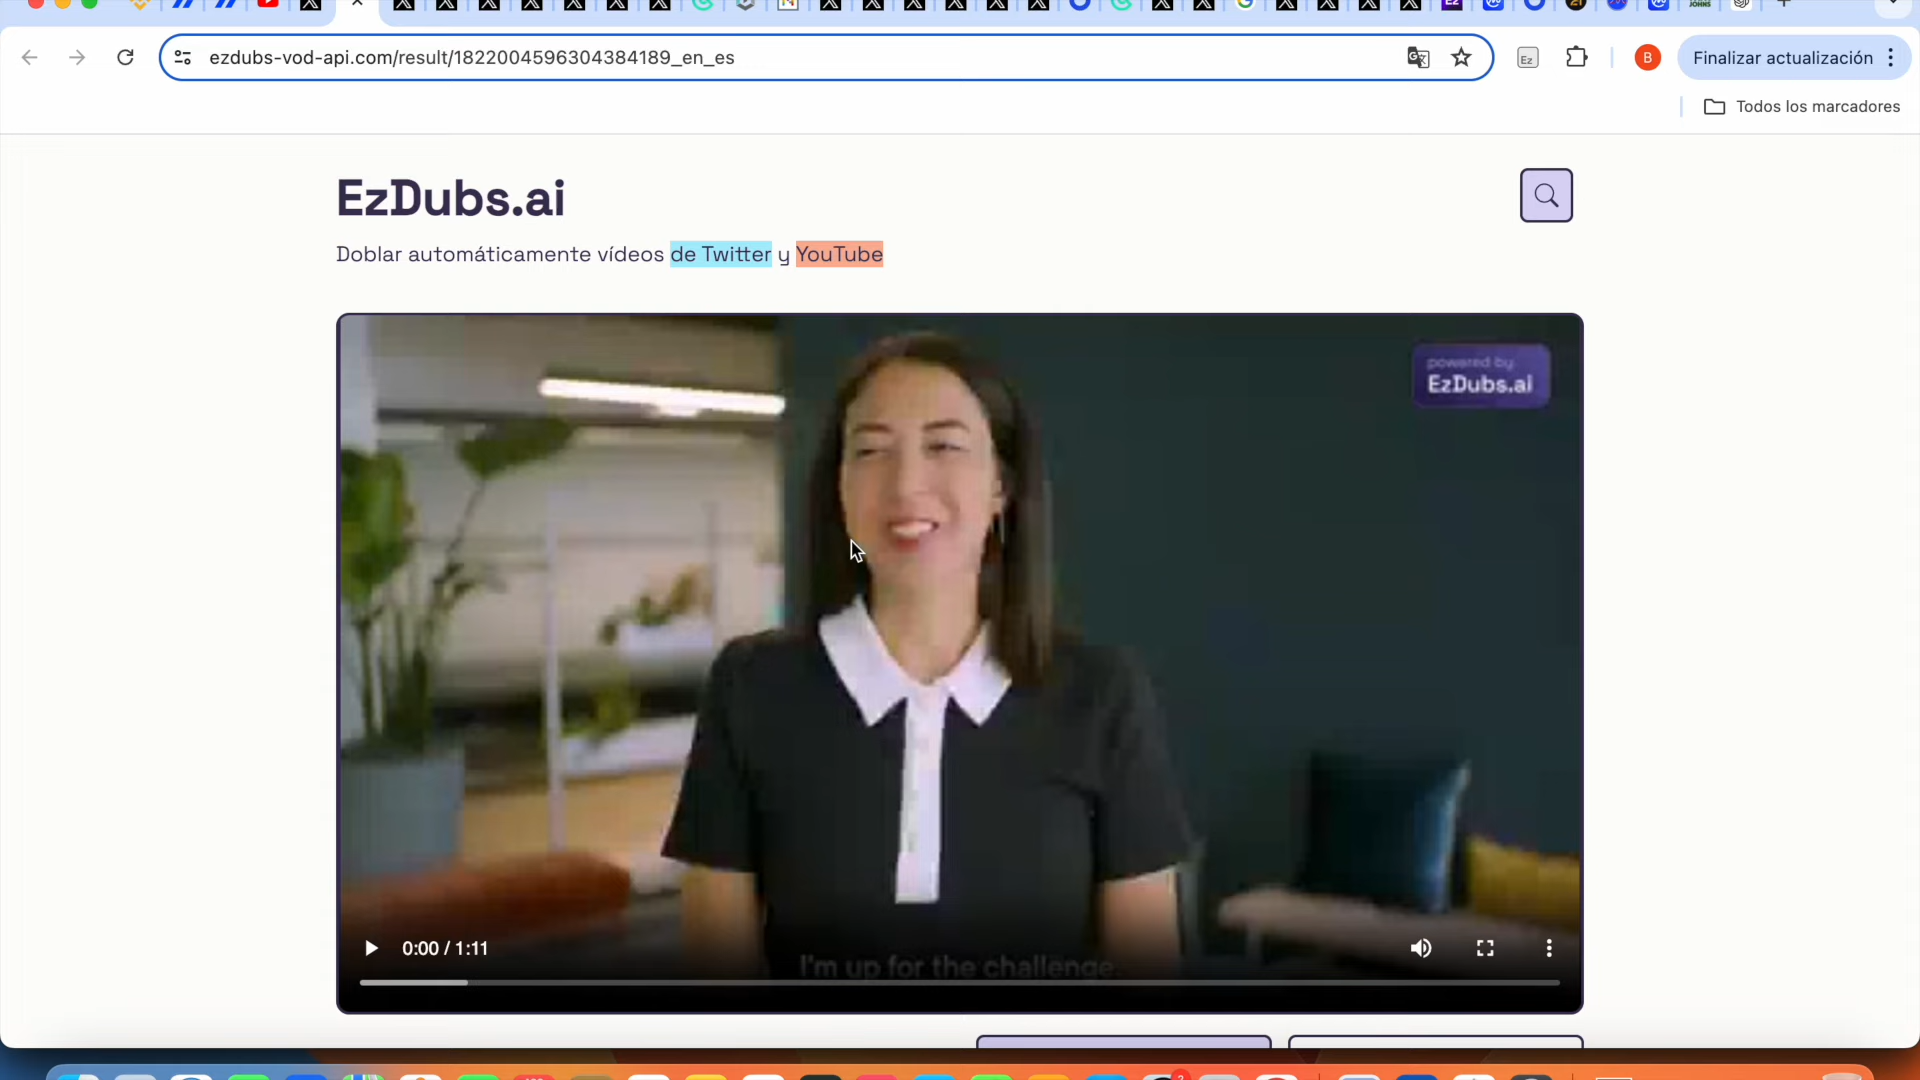 ezdubs-vod-api.com/result/1822004596304384189_en_es
Ez
B
Finalizar actualización
Todos los marcadores
EzDubs.ai
Doblar automáticamente vídeos de Twitter y YouTube
powered by
EzDubs.ai
0:00 / 1:11
I'm up for the challenge.